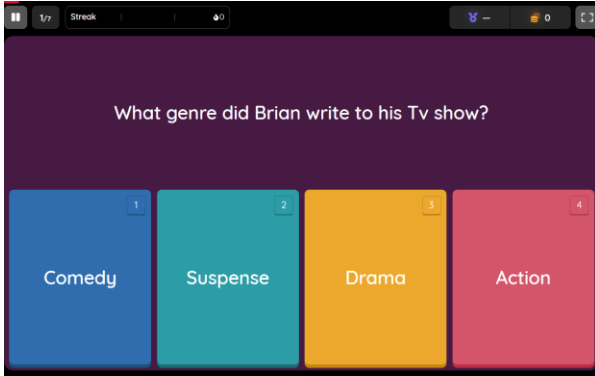 1/7
Streak
0
–
0
What genre did Brian write to his Tv show?
1
2
3
4
Comedy
Suspense
Drama
Action